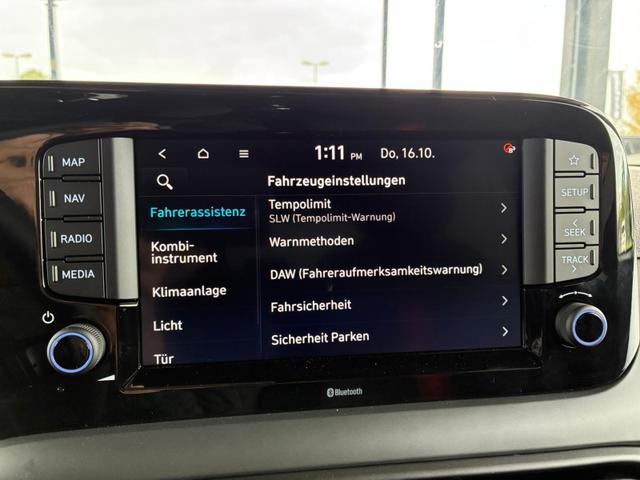 MAP
NAV
RADIO
MEDIA
1:11 PM Do, 16.10.
Fahrzeugeinstellungen
Fahrerassistenz
Kombi-
instrument
Klimaanlage
Licht
Tür
Tempolimit
SLW (Tempolimit-Warnung)
Warnmethoden
DAW (Fahreraufmerksamkeitswarnung)
Fahrsicherheit
Sicherheit Parken
SETUP
SEEK
TRACK
Bluetooth